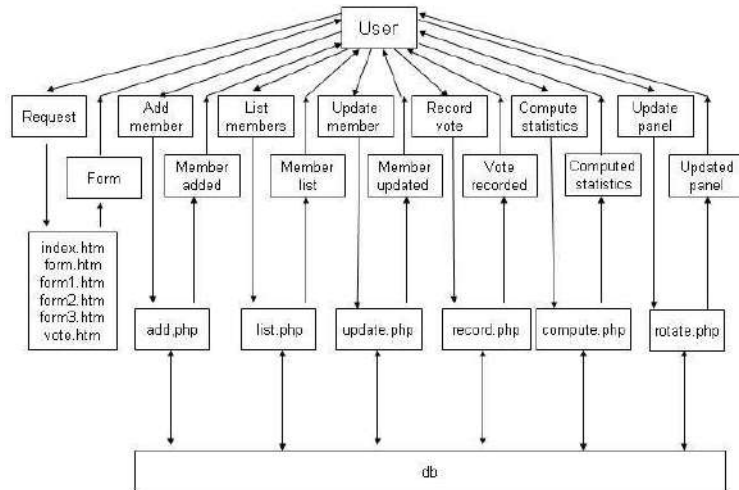 User
Request
Add
member
List
members
Update
member
Record
vote
Compute
statistics
Update
panel
Form
Member
added
Member
list
Member
updated
Vote
recorded
Computed
statistics
Updated
panel
index.htm
form.htm
form1.htm
form2.htm
form3.htm
vote.htm
add.php
list.php
update.php
record.php
compute.php
rotate.php
db